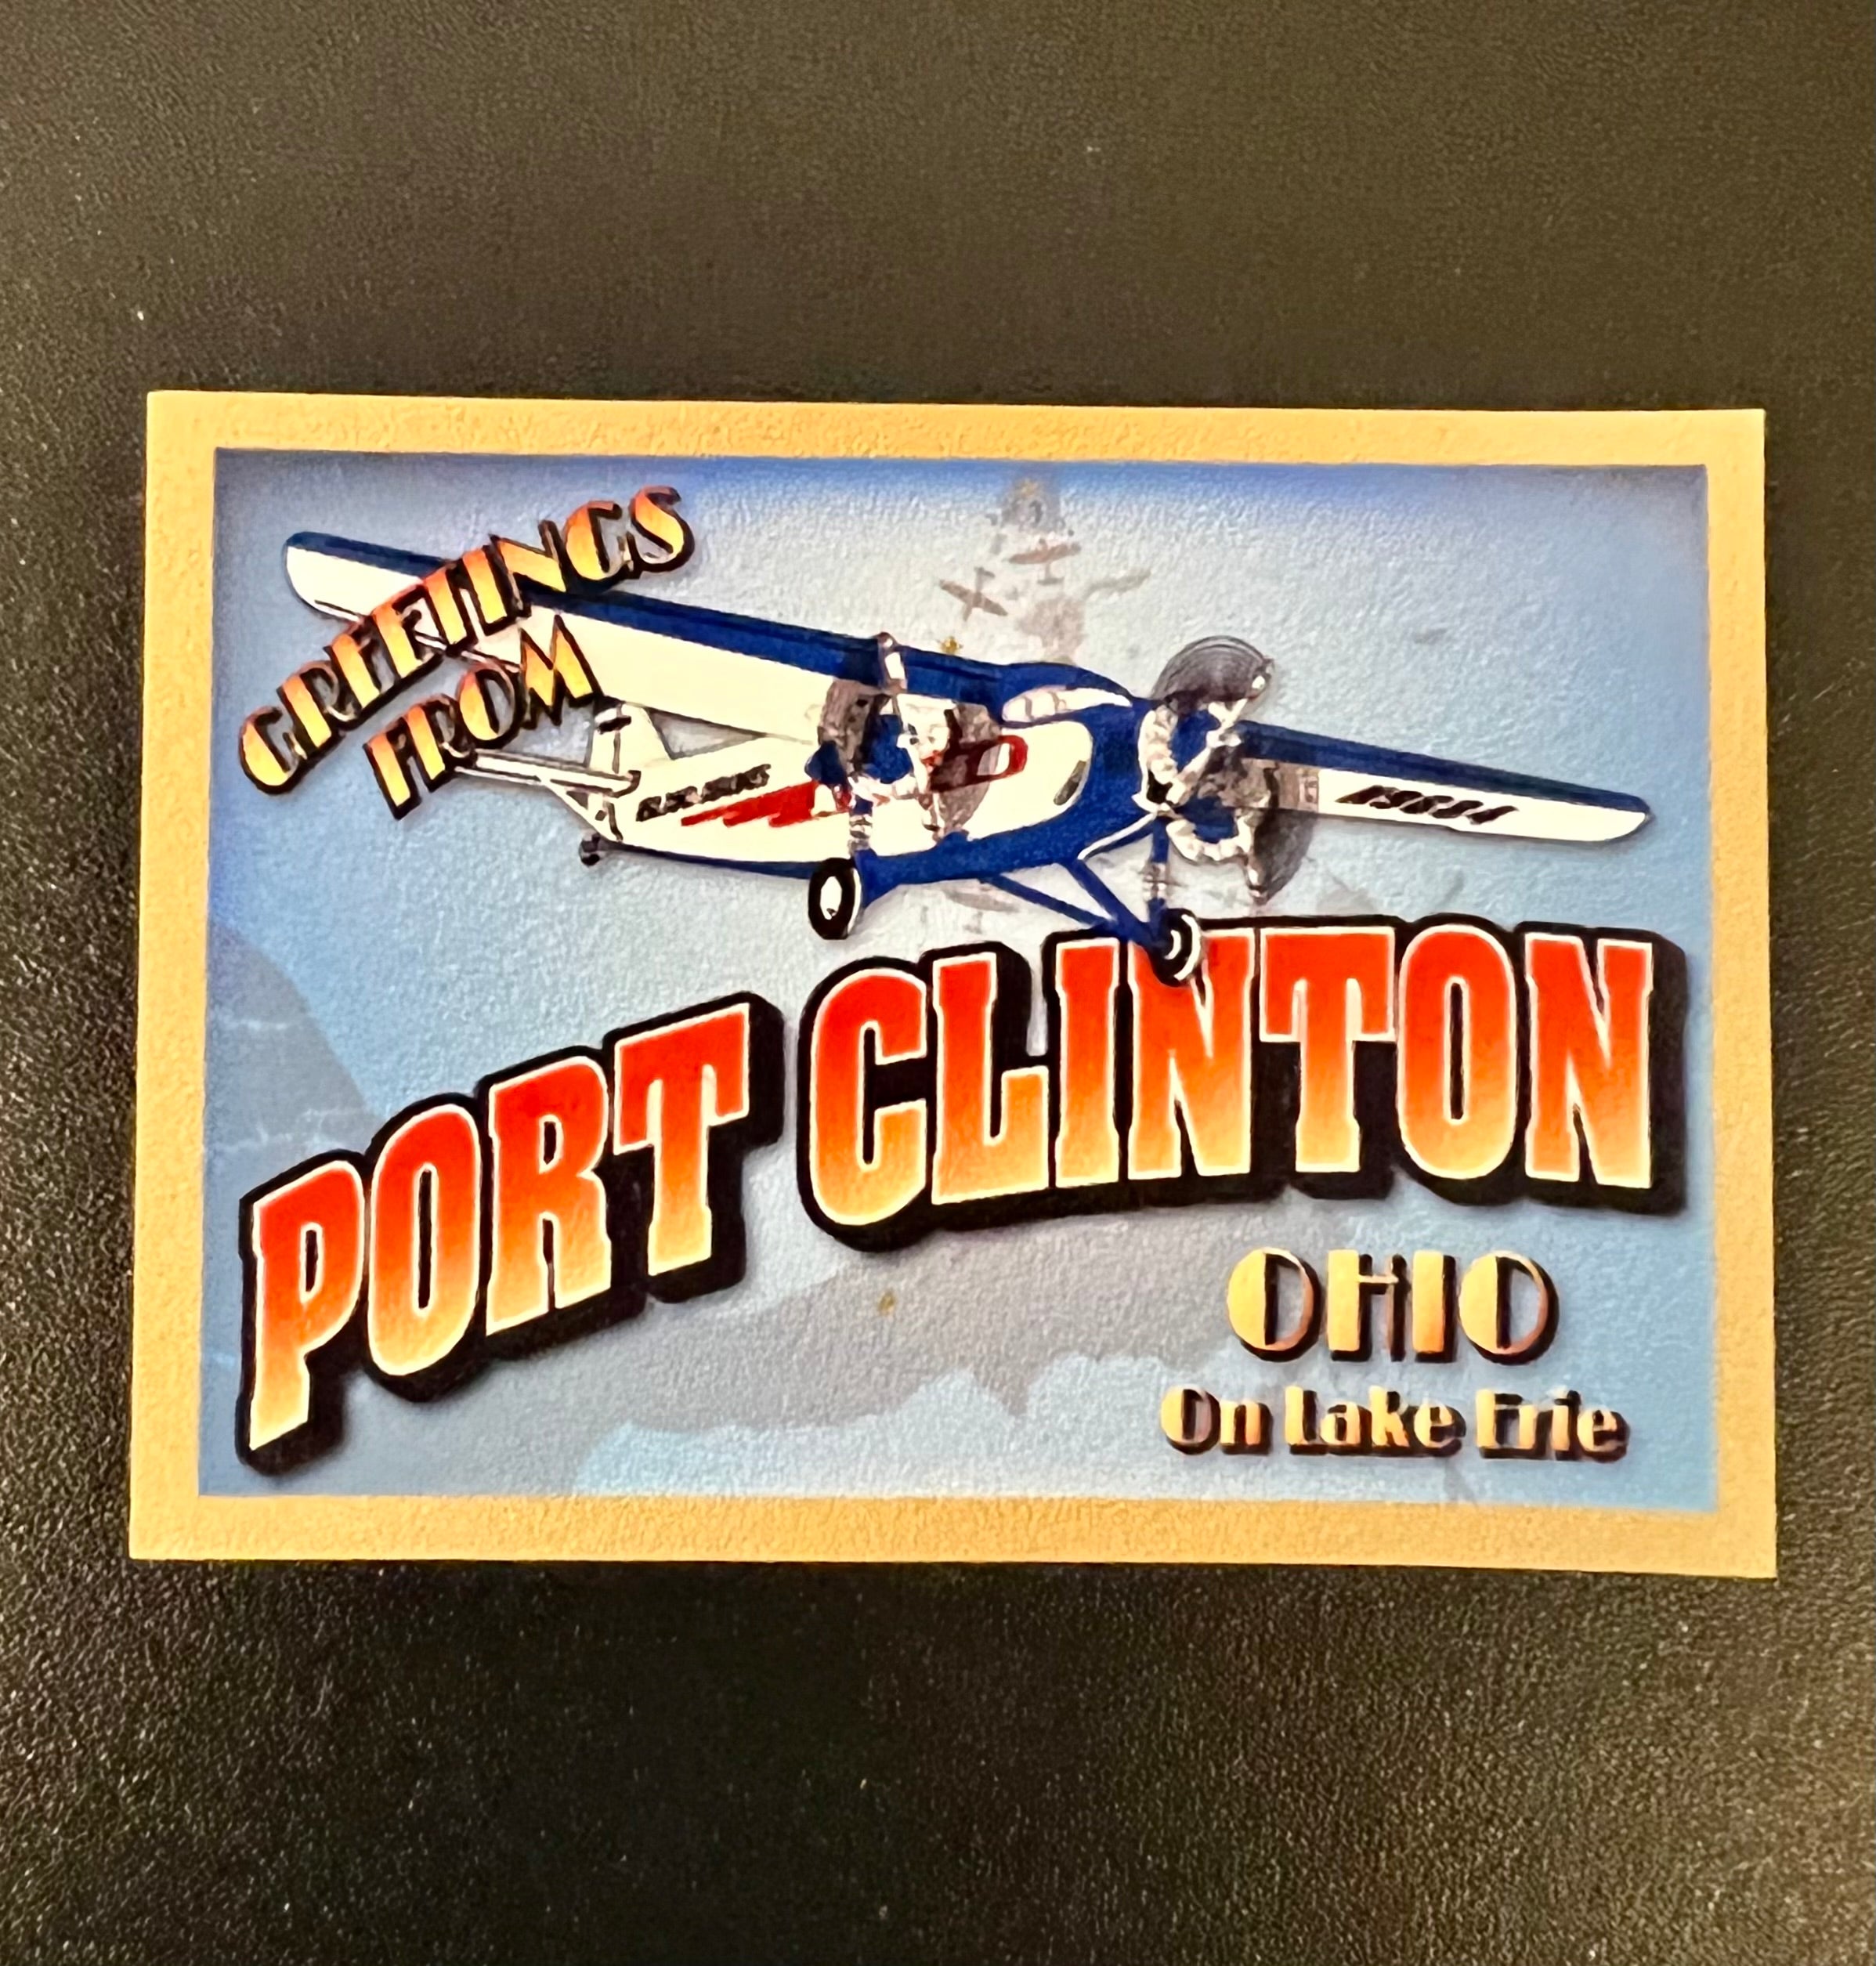 GREETINGS
FROM
PORT CLINTON
OHIO
On Lake Erie